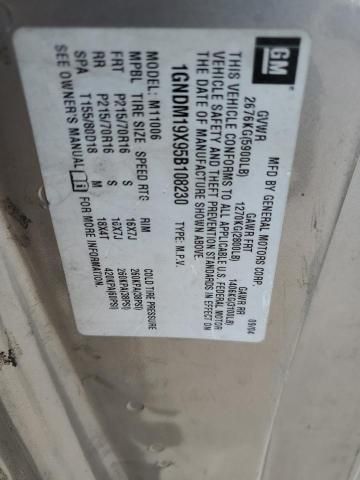 GM
MFD BY GENERAL MOTORS CORP.
GVWR GAWR FRT GAWR RR 09/04
2676KG(5900LB) 1270KG(2800LB) 1406KG(3100LB)
THIS VEHICLE CONFORMS TO ALL APPLICABLE U.S. FEDERAL MOTOR
VEHICLE SAFETY AND THEFT PREVENTION STANDARDS IN EFFECT ON
THE DATE OF MANUFACTURE SHOWN ABOVE.
1GNDM19X95B108230 TYPE: M.P.V.
MODEL: M11006
MPBL TIRE SIZE SPEED RTG RIM COLD TIRE PRESSURE
FRT P215/70R16 S 16X7J 260KPA(38PSI)
RR P215/70R16 S 16X7J 260KPA(38PSI)
SPA T155/80D18 M 18X4T 420KPA(60PSI)
SEE OWNER'S MANUAL FOR MORE INFORMATION.